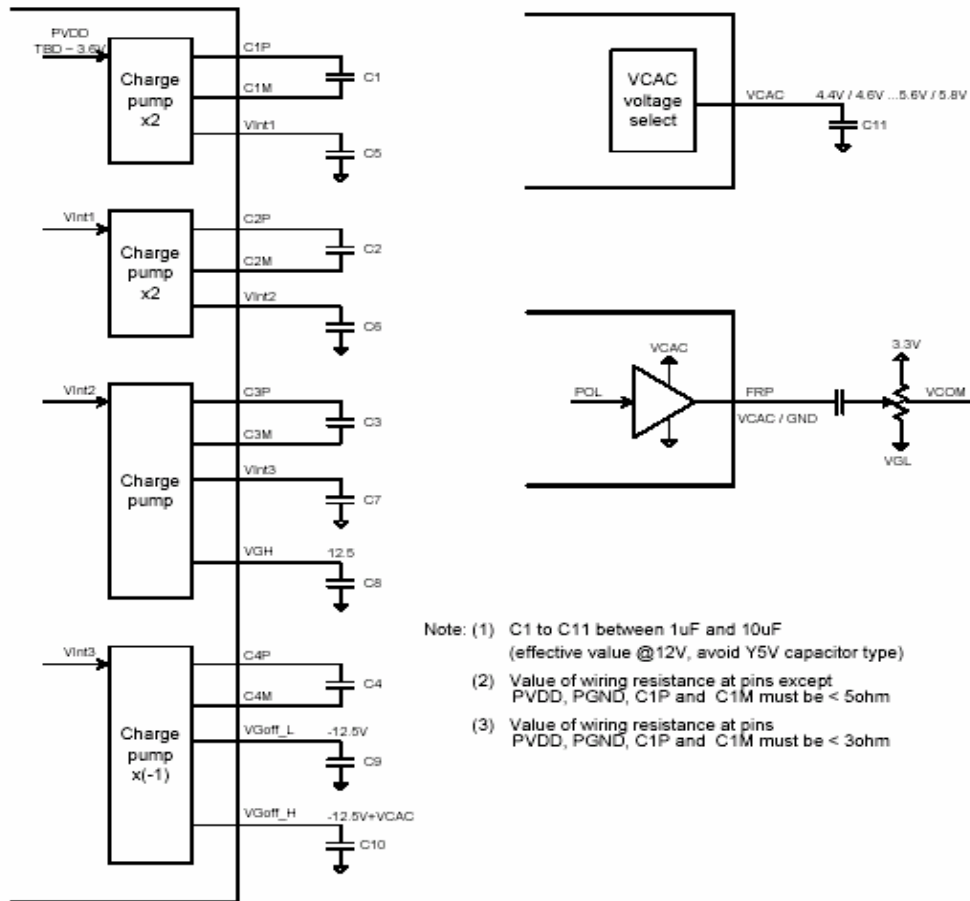 PVDD
TBD – 3.6V
Charge
pump
x2
C1P
C1M
C1
Vint1
C5
Vint1
Charge
pump
x2
C2P
C2M
C2
Vint2
C6
Vint2
Charge
pump
C3P
C3M
C3
Vint3
C7
VGH
12.5
C8
Vint3
Charge
pump
x(-1)
C4P
C4M
C4
VGoff_L
-12.5V
C9
VGoff_H
-12.5V+VCAC
C10
VCAC
voltage
select
VCAC
4.4V / 4.6V ...5.6V / 5.8V
C11
POL
VCAC
FRP
VCAC / GND
3.3V
VCOM
VGL
Note: (1) C1 to C11 between 1uF and 10uF
(effective value @12V, avoid Y5V capacitor type)
(2) Value of wiring resistance at pins except
PVDD, PGND, C1P and C1M must be < 5ohm
(3) Value of wiring resistance at pins
PVDD, PGND, C1P and C1M must be < 3ohm